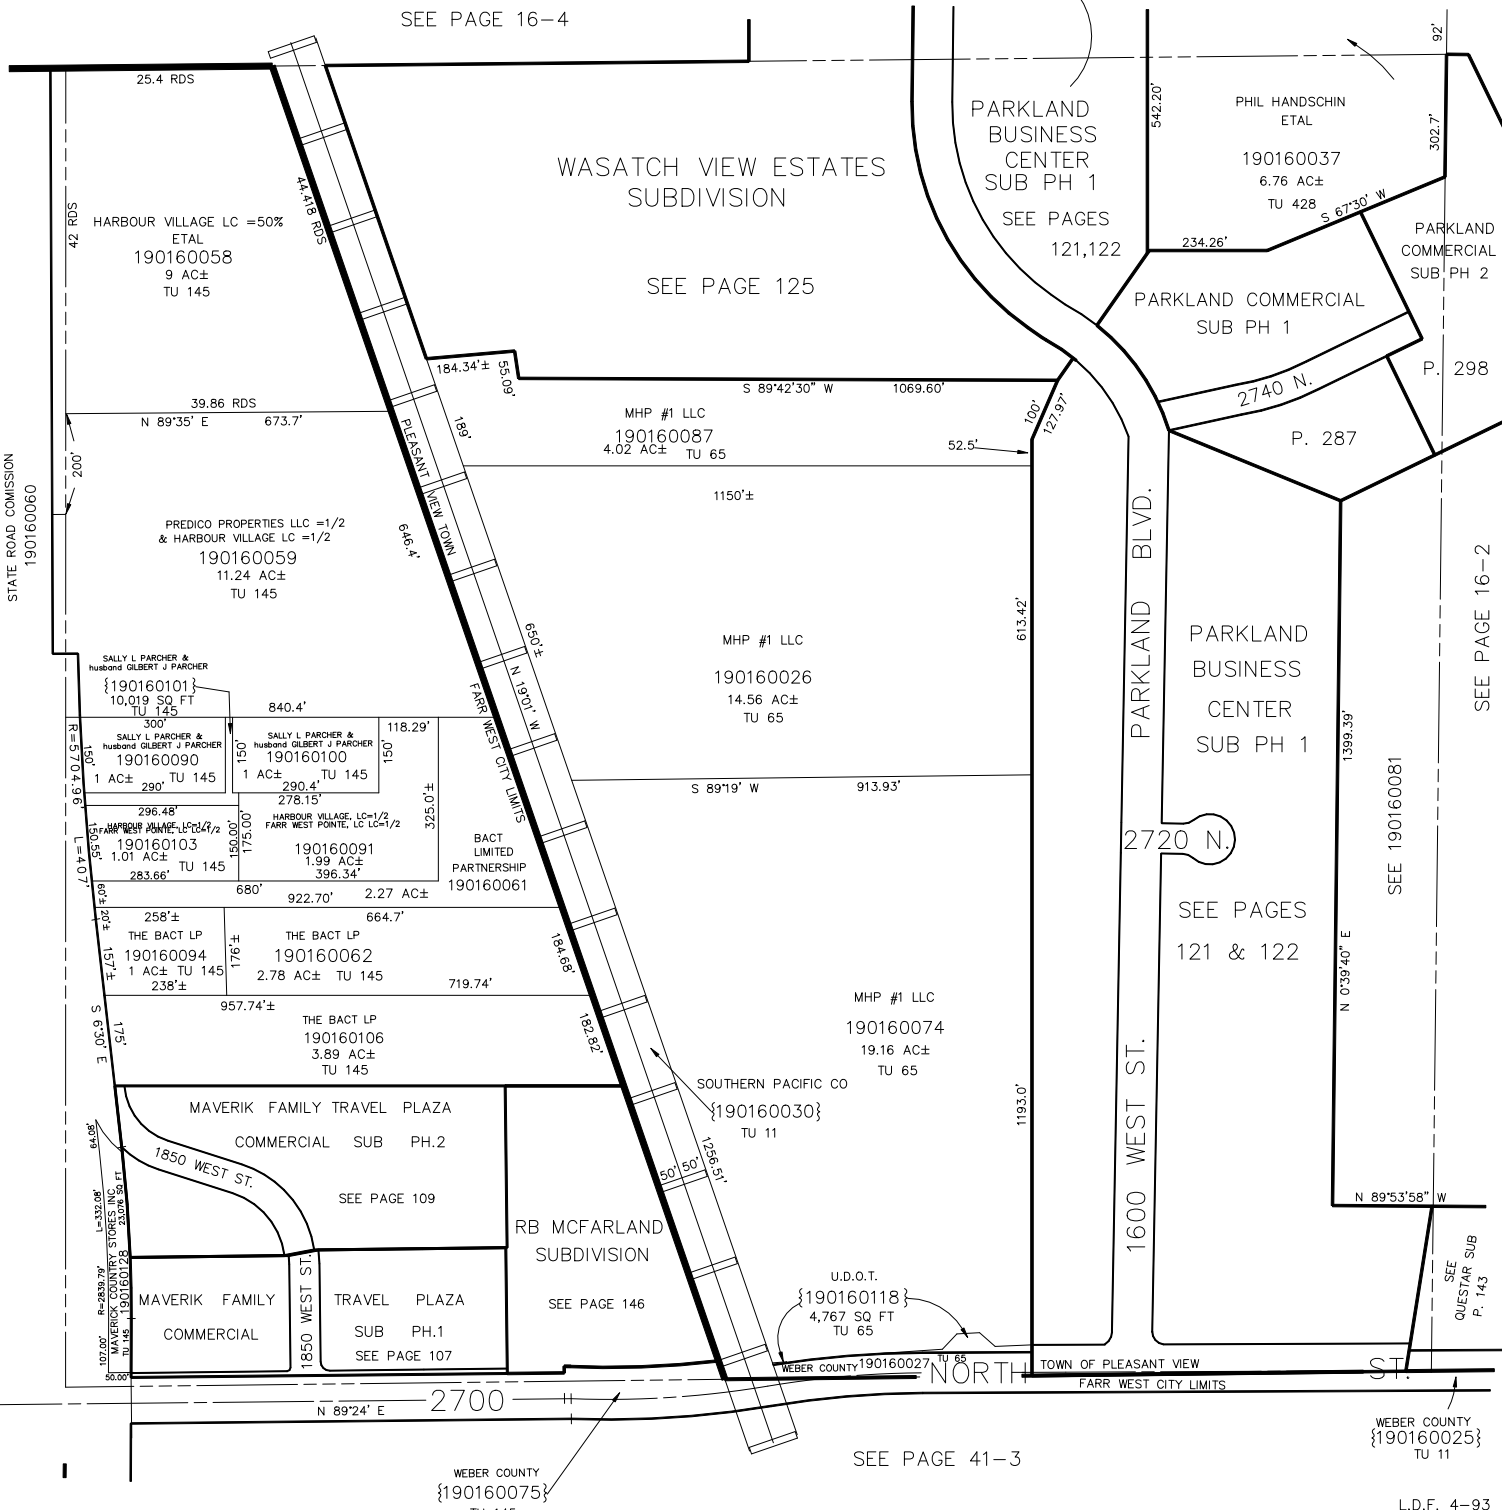 SEE PAGE 16-4
25.4 RDS
42 RDS
44.418 RDS
HARBOUR VILLAGE LC =50%
ETAL
190160058
9 AC±
TU 145
WASATCH VIEW ESTATES
SUBDIVISION
SEE PAGE 125
PARKLAND
BUSINESS
CENTER
SUB PH 1
SEE PAGES
121,122
542.20'
PHIL HANDSCHIN
ETAL
190160037
6.76 AC±
TU 428
92'
302.7'
S 67°30' W
234.26'
PARKLAND
COMMERCIAL
SUB PH 2
P. 298
PARKLAND COMMERCIAL
SUB PH 1
2740 N.
P. 287
184.34'±
55.09'
S 89°42'30" W
1069.60'
100'
127.97'
39.86 RDS
N 89°35' E
673.7'
200'
189'
MHP #1 LLC
190160087
4.02 AC±
TU 65
52.5'
1150'±
STATE ROAD COMISSION
190160060
PREDICO PROPERTIES LLC =1/2
& HARBOUR VILLAGE LC =1/2
190160059
11.24 AC±
TU 145
PLEASANT VIEW TOWN
646.4'
650'±
N 19°01' W
FARR WEST CITY LIMITS
MHP #1 LLC
190160026
14.56 AC±
TU 65
613.42'
PARKLAND BLVD.
PARKLAND
BUSINESS
CENTER
SUB PH 1
SEE PAGE 16-2
1399.39'
SEE 190160081
SALLY L PARCHER &
husband GILBERT J PARCHER
{190160101}
10,019 SQ FT
TU 145
840.4'
300'
118.29'
R=5704.96'
L=407'
150'
SALLY L PARCHER &
husband GILBERT J PARCHER
190160090
1 AC±
TU 145
290'
150'
SALLY L PARCHER &
husband GILBERT J PARCHER
190160100
1 AC±
TU 145
290.4'
150'
278.15'
325.0'±
296.48'
150.55'
HARBOUR VILLAGE, LC=1/2
FARR WEST POINTE, LC LC=1/2
190160103
1.01 AC±
TU 145
283.66'
150.00'
175.00'
HARBOUR VILLAGE, LC=1/2
FARR WEST POINTE, LC LC=1/2
190160091
1.99 AC±
396.34'
BACT
LIMITED
PARTNERSHIP
190160061
2.27 AC±
680'
922.70'
60'±
20'±
258'±
664.7'
THE BACT LP
190160094
1 AC±
TU 145
238'±
157'±
176'±
THE BACT LP
190160062
2.78 AC±
TU 145
719.74'
184.68'
957.74'±
S 6°30' E
175'
THE BACT LP
190160106
3.89 AC±
TU 145
182.82'
S 89°19' W
913.93'
2720 N.
SEE PAGES
121 & 122
N 0°39'40" E
MHP #1 LLC
190160074
19.16 AC±
TU 65
1193.0'
SOUTHERN PACIFIC CO
{190160030}
TU 11
1256.51'
50' 50'
1600 WEST ST.
MAVERIK FAMILY TRAVEL PLAZA
COMMERCIAL SUB PH.2
SEE PAGE 109
1850 WEST ST.
64.08'
L=332.08'
R=2839.79'
107.00'
50.00'
MAVERICK COUNTRY STORES INC
23,076 SQ FT
190160128
TU 145
MAVERIK FAMILY
COMMERCIAL
1850 WEST ST.
TRAVEL PLAZA
SUB PH.1
SEE PAGE 107
RB MCFARLAND
SUBDIVISION
SEE PAGE 146
N 89°53'58" W
SEE
QUESTAR SUB
P. 143
U.D.O.T.
{190160118}
4,767 SQ FT
TU 65
WEBER COUNTY
190160027
TU 65
TOWN OF PLEASANT VIEW
FARR WEST CITY LIMITS
2700 NORTH ST.
N 89°24' E
WEBER COUNTY
{190160075}
SEE PAGE 41-3
WEBER COUNTY
{190160025}
TU 11
L.D.F. 4-93